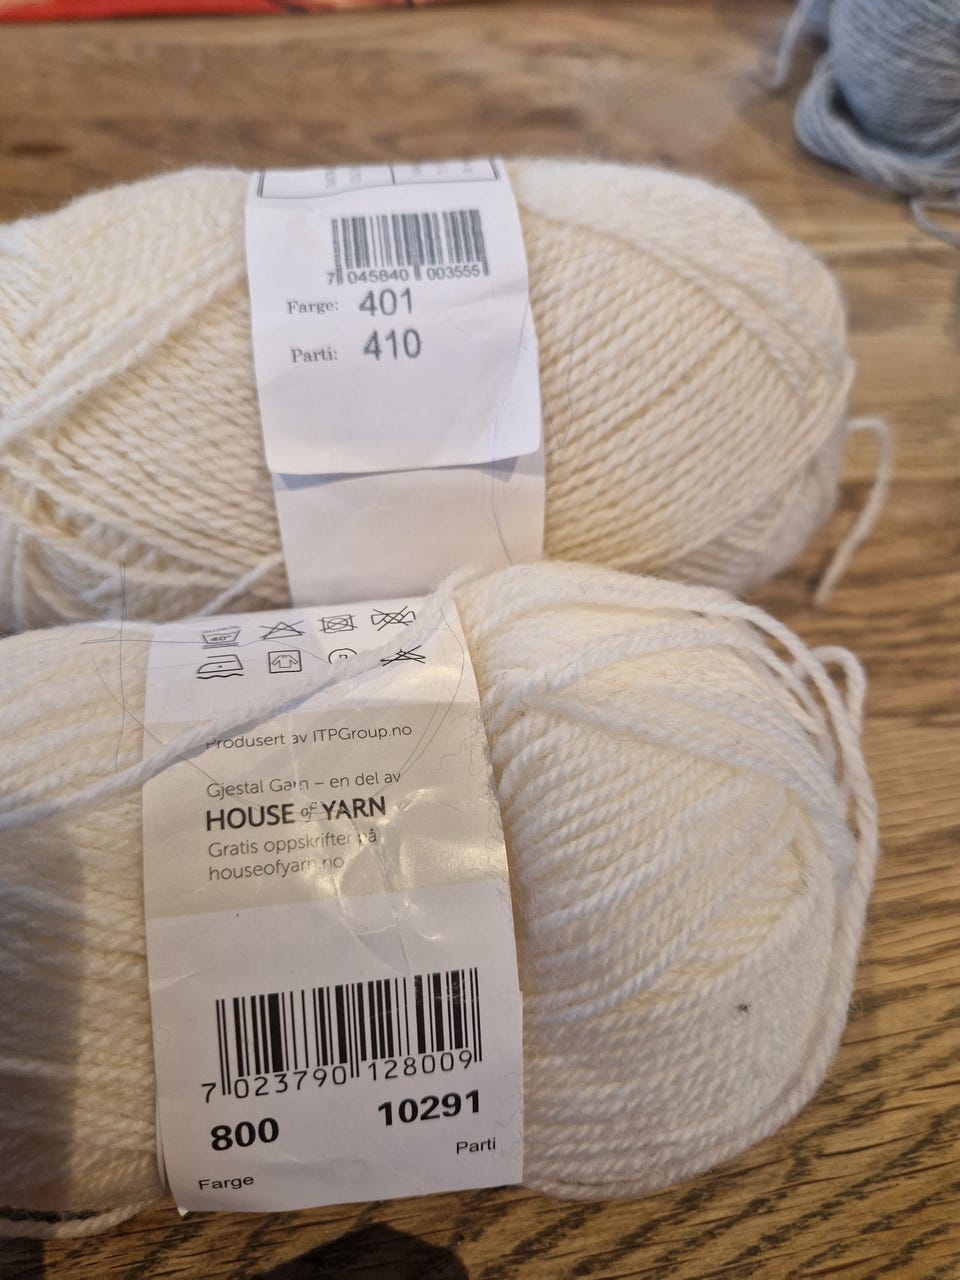 7 045840 003555
Farge: 401
Parti: 410
40°
P
Produsert av ITPGroup.no
Gjestal Garn – en del av
HOUSE of YARN
Gratis oppskrifter på
houseofyarn.no
7 023790 128009
800 10291
Parti
Farge